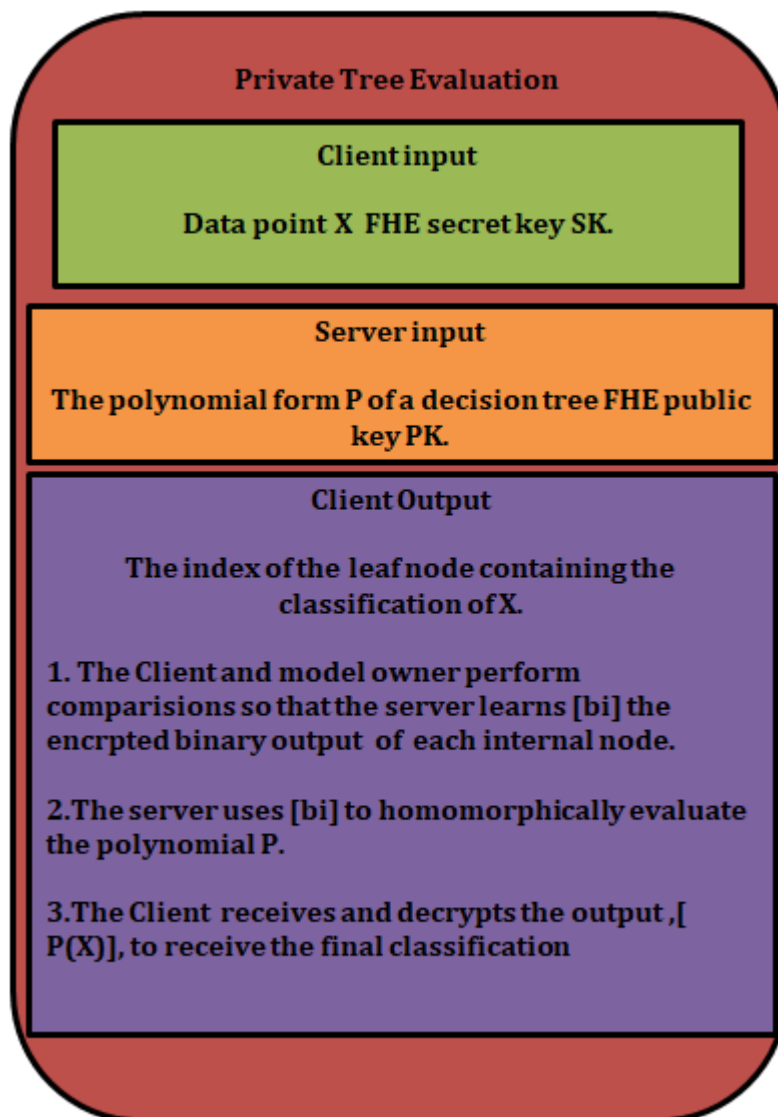 Private Tree Evaluation
Client input
Data point X FHE secret key SK.
Server input
The polynomial form P of a decision tree FHE public
key PK.
Client Output
The index of the leaf node containing the
classification of X.
1. The Client and model owner perform
comparisions so that the server learns [bi] the
encrpted binary output of each internal node.
2.The server uses [bi] to homomorphically evaluate
the polynomial P.
3.The Client receives and decrypts the output ,[
P(X)], to receive the final classification